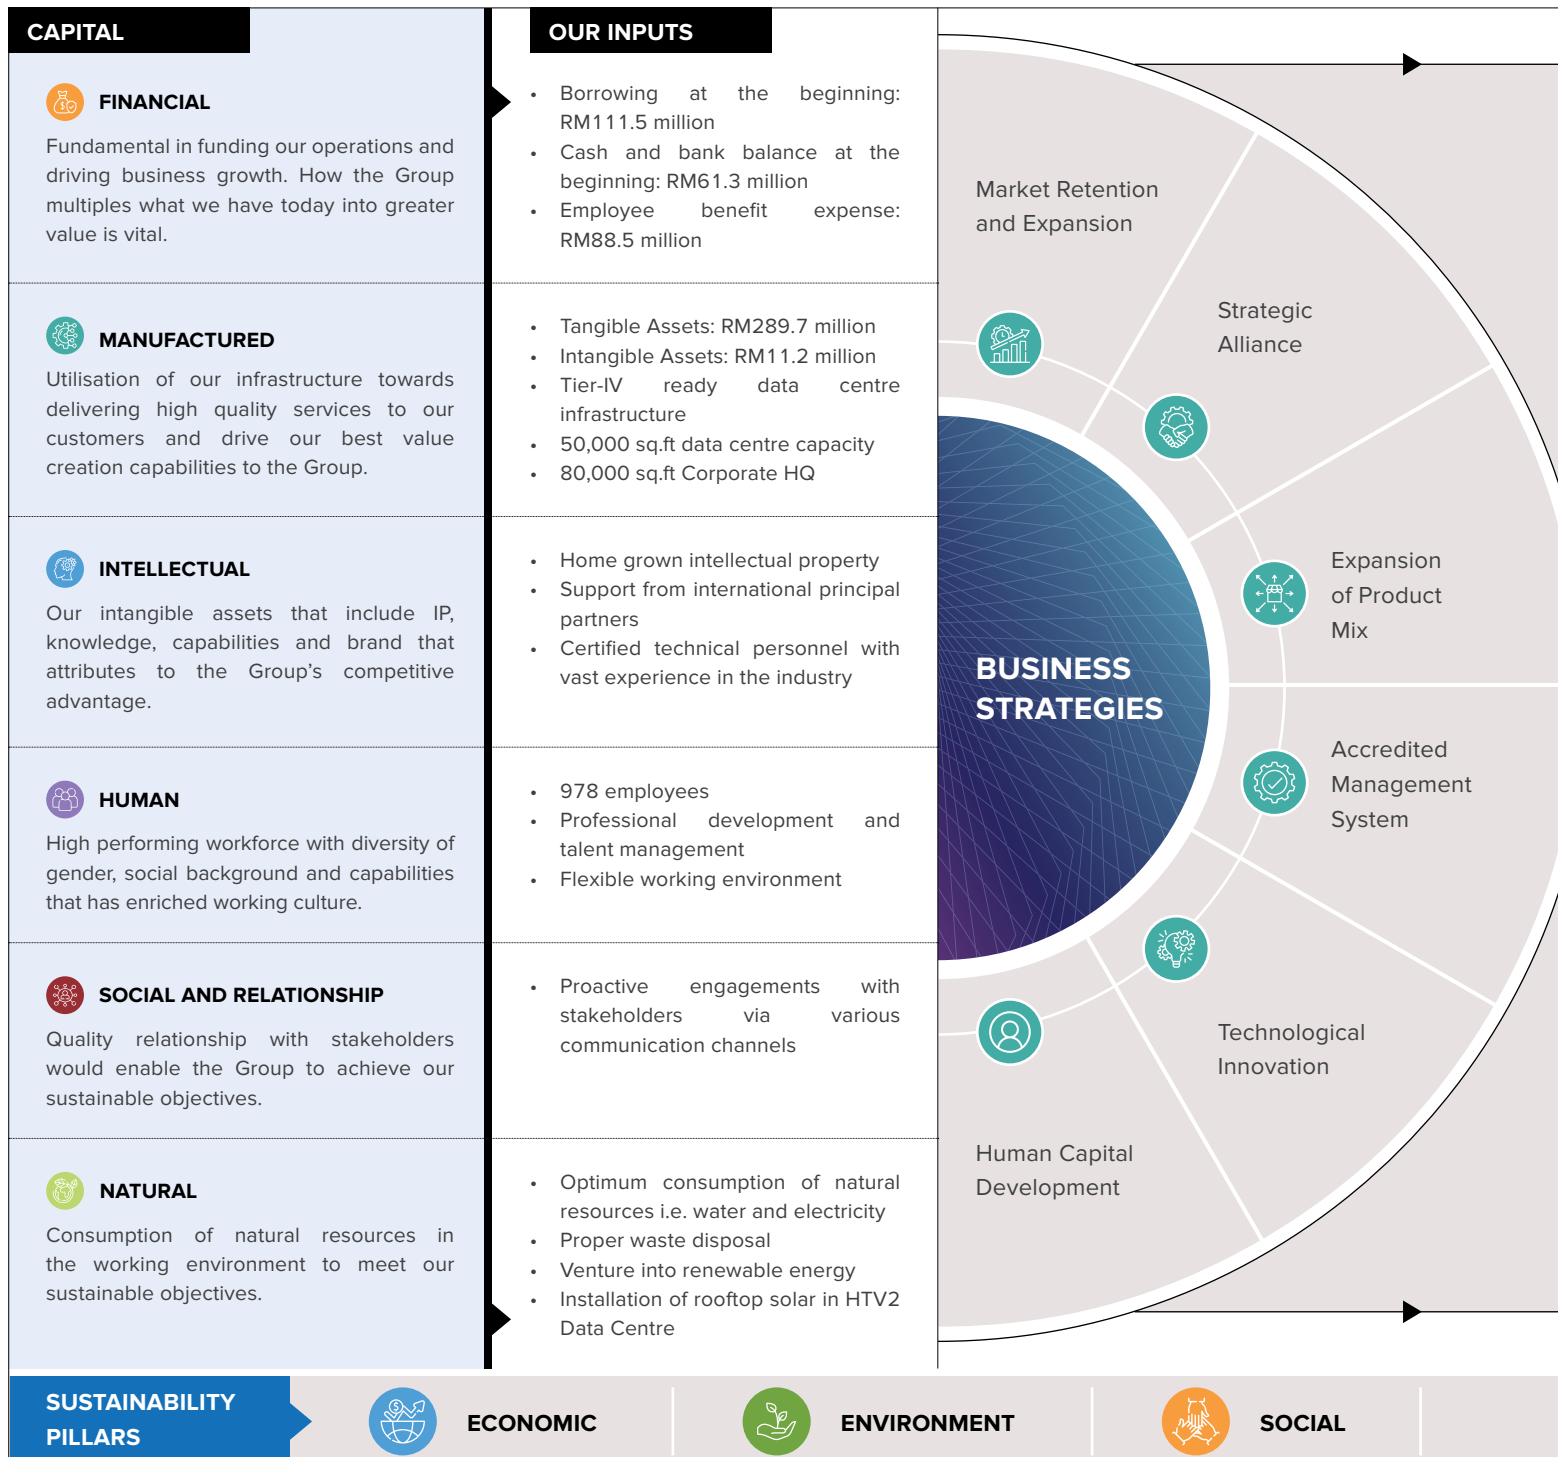 CAPITAL
FINANCIAL
Fundamental in funding our operations and
driving business growth. How the Group
multiples what we have today into greater
value is vital.
MANUFACTURED
Utilisation of our infrastructure towards
delivering high quality services to our
customers and drive our best value
creation capabilities to the Group.
INTELLECTUAL
Our intangible assets that include IP,
knowledge, capabilities and brand that
attributes to the Group’s competitive
advantage.
HUMAN
High performing workforce with diversity of
gender, social background and capabilities
that has enriched working culture.
SOCIAL AND RELATIONSHIP
Quality relationship with stakeholders
would enable the Group to achieve our
sustainable objectives.
NATURAL
Consumption of natural resources in
the working environment to meet our
sustainable objectives.
OUR INPUTS
• Borrowing at the beginning:
RM111.5 million
• Cash and bank balance at the
beginning: RM61.3 million
• Employee benefit expense:
RM88.5 million
• Tangible Assets: RM289.7 million
• Intangible Assets: RM11.2 million
• Tier-IV ready data centre
infrastructure
• 50,000 sq.ft data centre capacity
• 80,000 sq.ft Corporate HQ
• Home grown intellectual property
• Support from international principal
partners
• Certified technical personnel with
vast experience in the industry
• 978 employees
• Professional development and
talent management
• Flexible working environment
• Proactive engagements with
stakeholders via various
communication channels
• Optimum consumption of natural
resources i.e. water and electricity
• Proper waste disposal
• Venture into renewable energy
• Installation of rooftop solar in HTV2
Data Centre
BUSINESS
STRATEGIES
Market Retention
and Expansion
Strategic
Alliance
Expansion
of Product
Mix
Accredited
Management
System
Technological
Innovation
Human Capital
Development
SUSTAINABILITY
PILLARS
ECONOMIC
ENVIRONMENT
SOCIAL